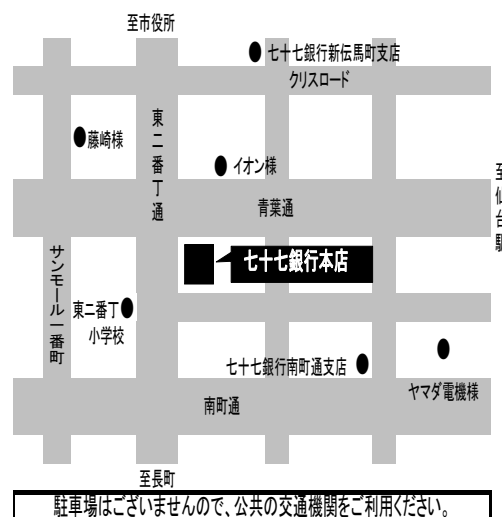 至市役所
七十七銀行新伝馬町支店
クリスロード
東二番丁通
藤崎様
イオン様
至仙台駅
青葉通
サンモール一番町
七十七銀行本店
東二番丁
小学校
七十七銀行南町通支店
ヤマダ電機様
南町通
至長町
駐車場はございませんので、公共の交通機関をご利用ください。